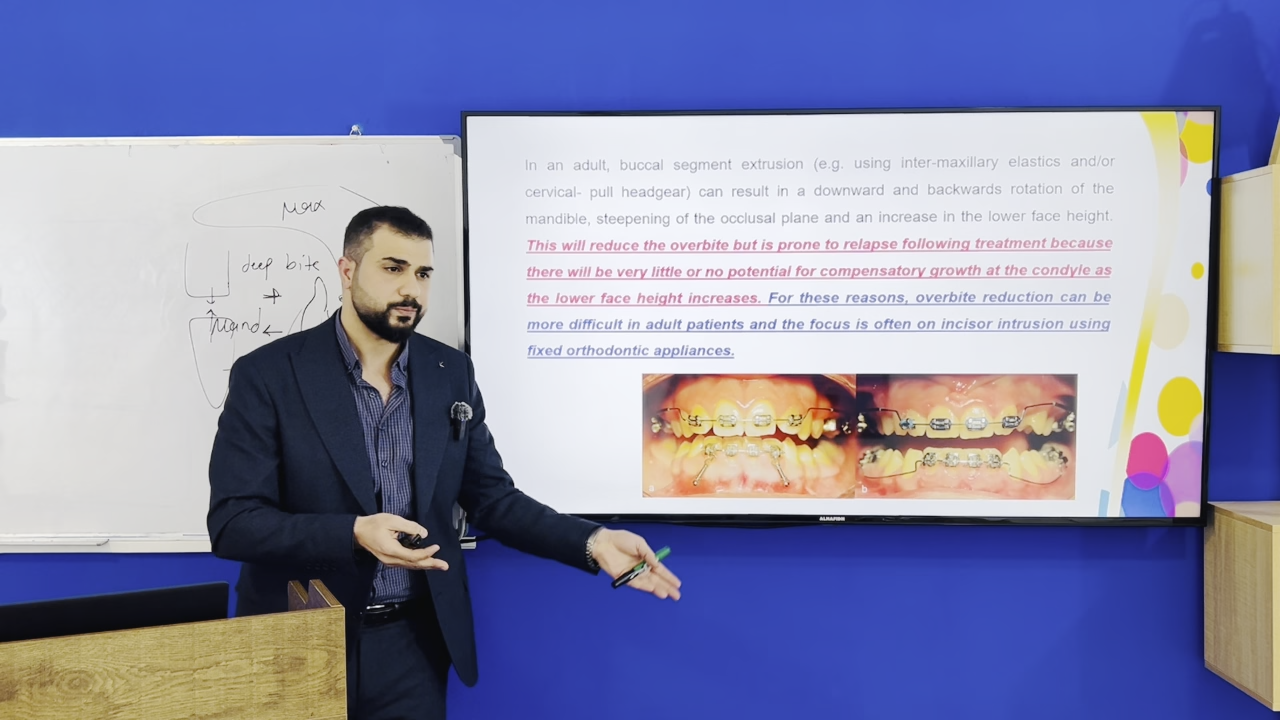 Max
deep bite
Mand
In an adult, buccal segment extrusion (e.g. using inter-maxillary elastics and/or
cervical- pull headgear) can result in a downward and backwards rotation of the
mandible, steepening of the occlusal plane and an increase in the lower face height.
This will reduce the overbite but is prone to relapse following treatment because
there will be very little or no potential for compensatory growth at the condyle as
the lower face height increases. For these reasons, overbite reduction can be
more difficult in adult patients and the focus is often on incisor intrusion using
fixed orthodontic appliances.
a
b
ALHAFIDH